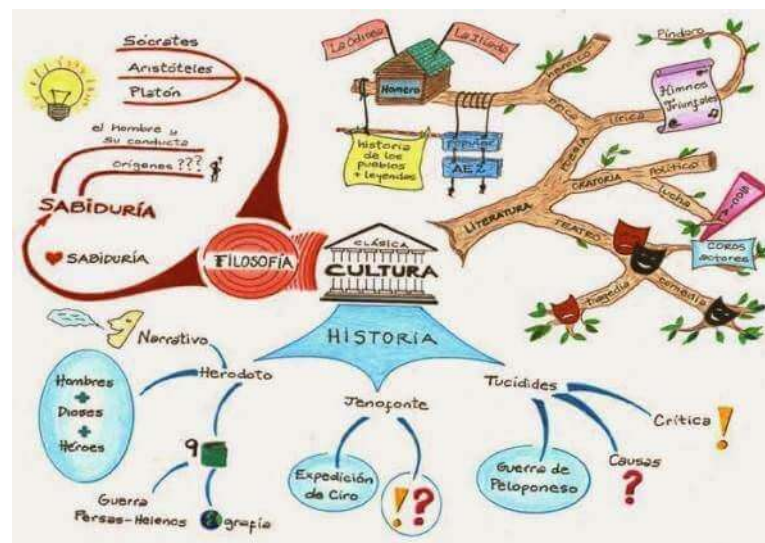 Sócrates
Aristóteles
Platón
el hombre y
su conducta
orígenes ???
SABIDURÍA
SABIDURÍA
FILOSOFÍA
CLÁSICA
CULTURA
La Odisea
La Ilíada
Homero
historia
de los
pueblos
+ leyendas
popular
heroico
épica
POESÍA
Lírica
Píndaro
Himnos
triunfales
LITERATURA
ORATORIA
Político
lucha
TEATRO
COROS
actores
tragedia
comedia
HISTORIA
Narrativo
Herodoto
Hombres
+
Dioses
+
Héroes
9
Guerra
Persas-Helenos
grafía
Jenofonte
Expedición
de Ciro
! ?
Tucídides
Crítica !
Causas
?
Guerra de
Peloponeso